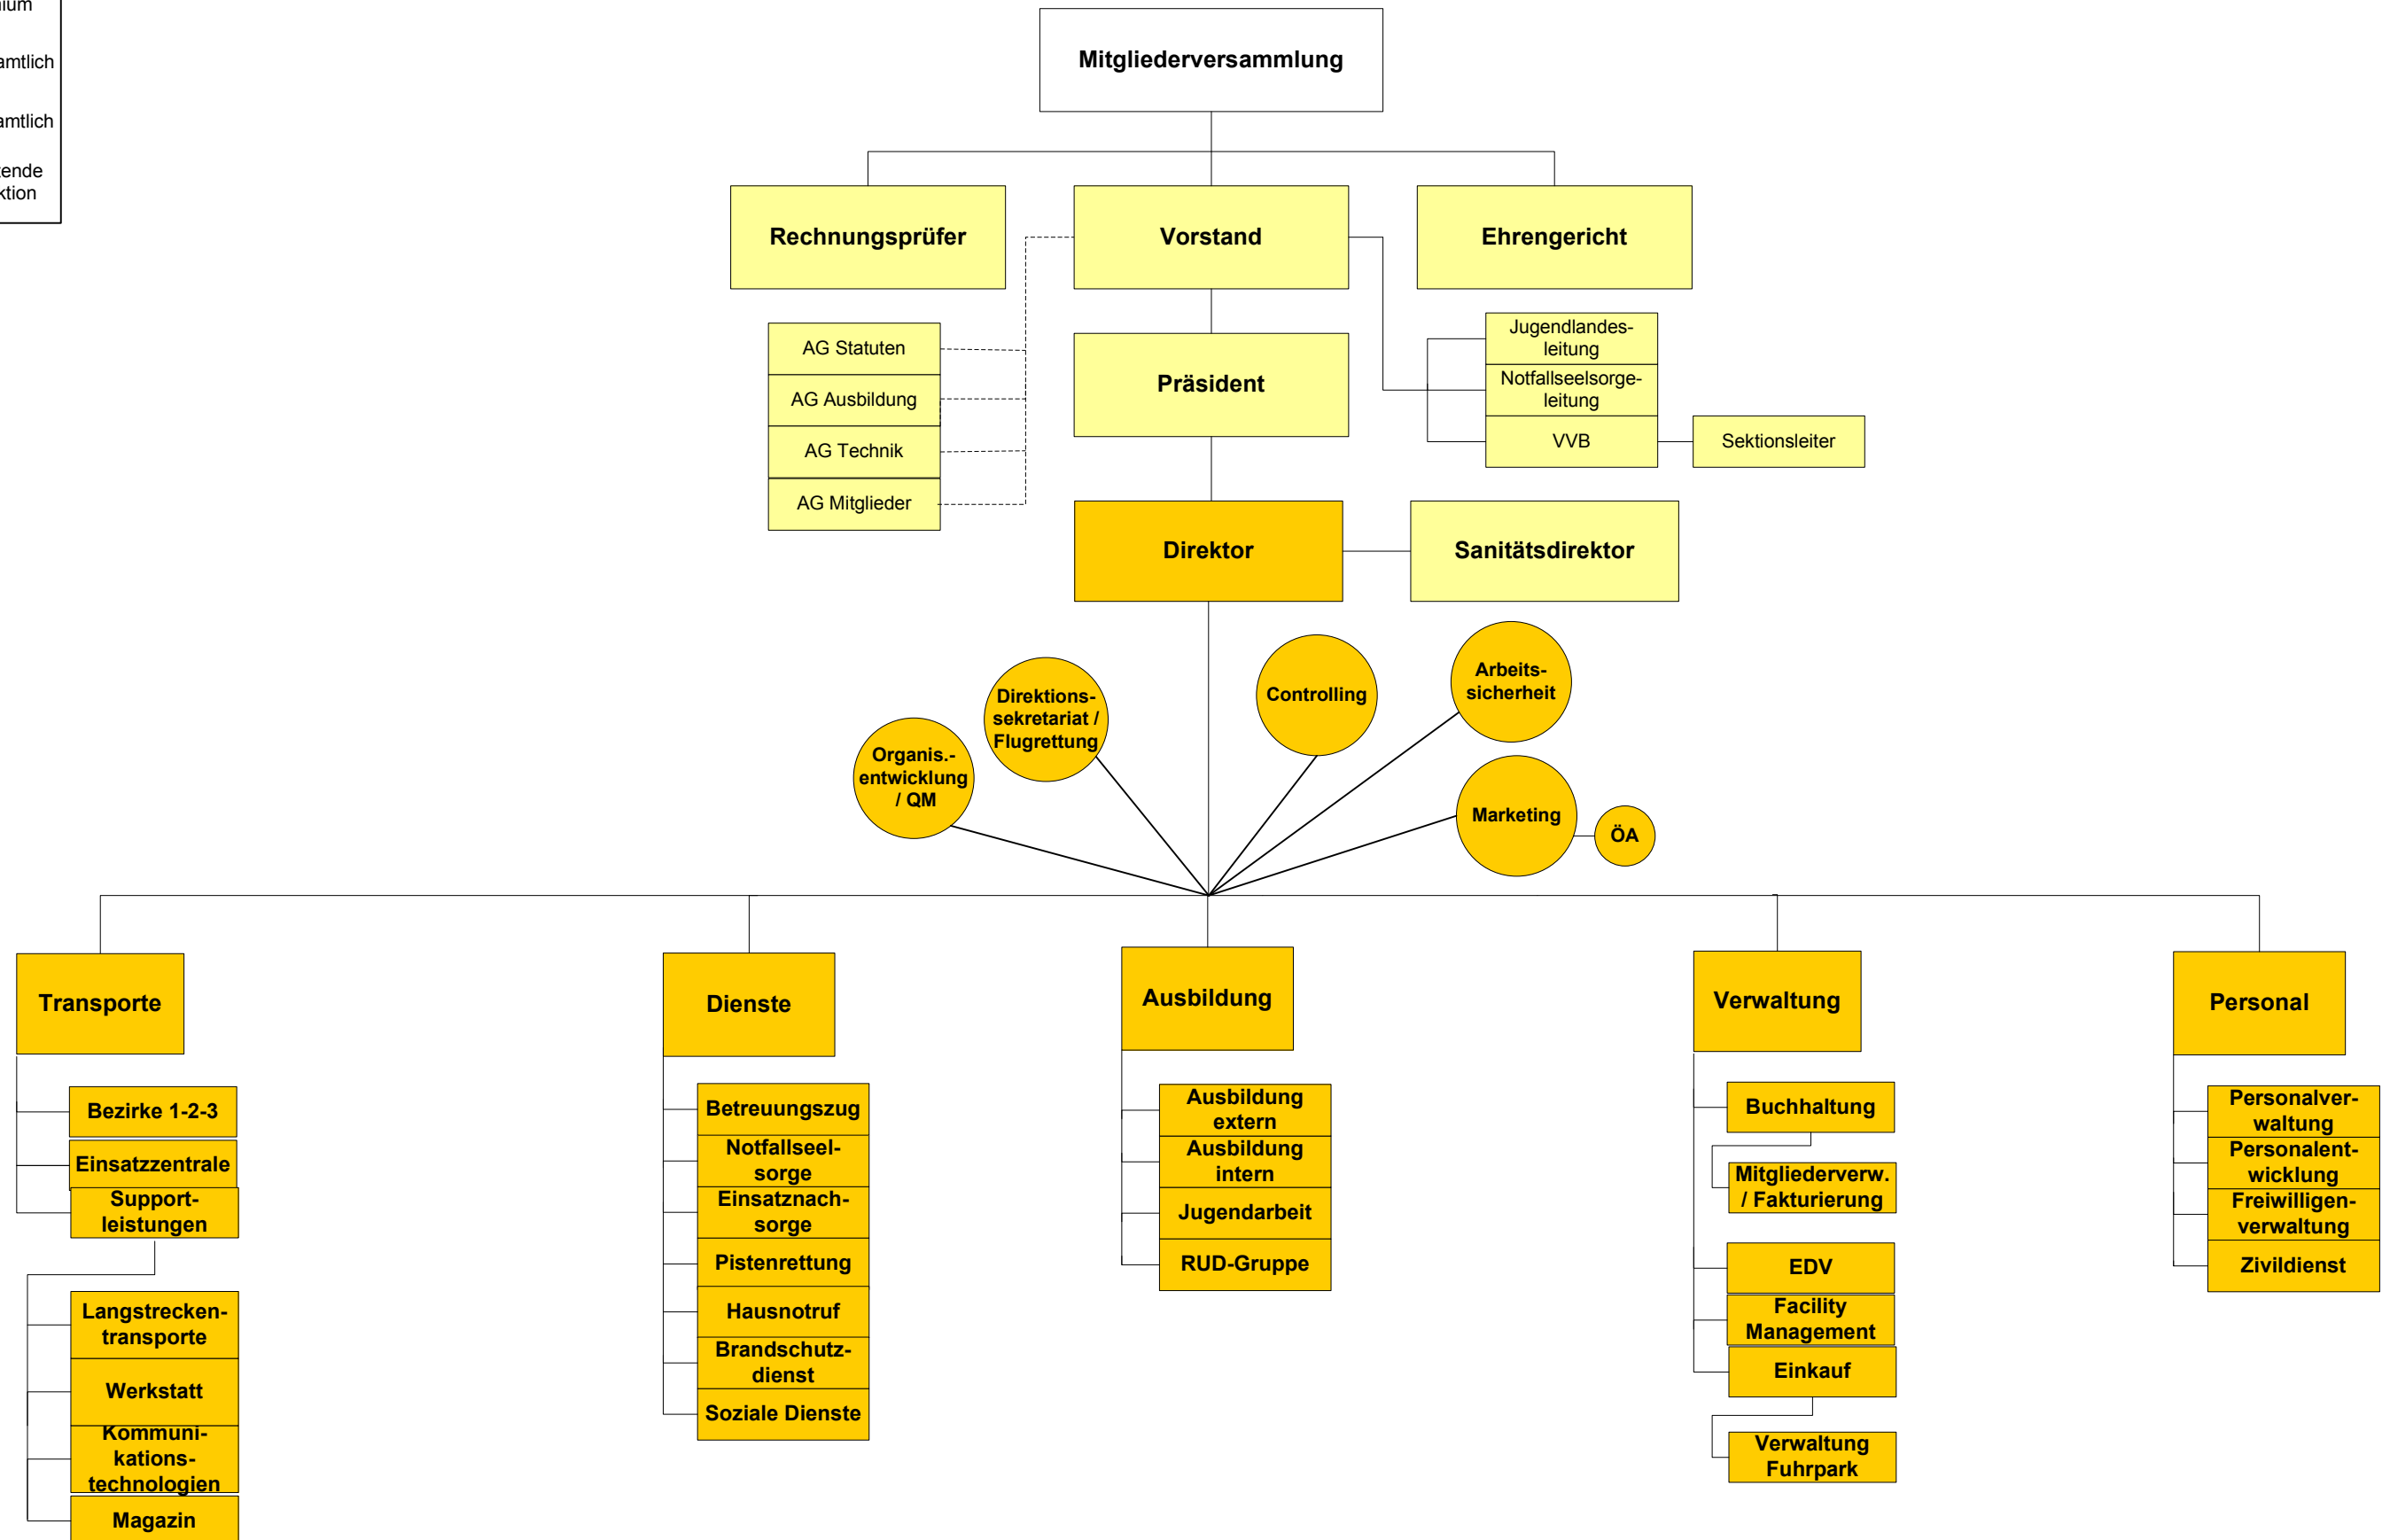 Mitgliederversammlung
Rechnungsprüfer
Vorstand
Ehrengericht
AG Statuten
AG Ausbildung
AG Technik
AG Mitglieder
Präsident
Jugendlandes-
leitung
Notfallseelsorge-
leitung
VVB
Sektionsleiter
Direktor
Sanitätsdirektor
Organis.-
entwicklung
/ QM
Direktions-
sekretariat /
Flugrettung
Controlling
Arbeits-
sicherheit
Marketing
ÖA
Transporte
Bezirke 1-2-3
Einsatzzentrale
Support-
leistungen
Langstrecken-
transporte
Werkstatt
Kommuni-
kations-
technologien
Magazin
Dienste
Betreuungszug
Notfallseel-
sorge
Einsatznach-
sorge
Pistenrettung
Hausnotruf
Brandschutz-
dienst
Soziale Dienste
Ausbildung
Ausbildung
extern
Ausbildung
intern
Jugendarbeit
RUD-Gruppe
Verwaltung
Buchhaltung
Mitgliederverw.
/ Fakturierung
EDV
Facility
Management
Einkauf
Verwaltung
Fuhrpark
Personal
Personalver-
waltung
Personalent-
wicklung
Freiwilligen-
verwaltung
Zivildienst